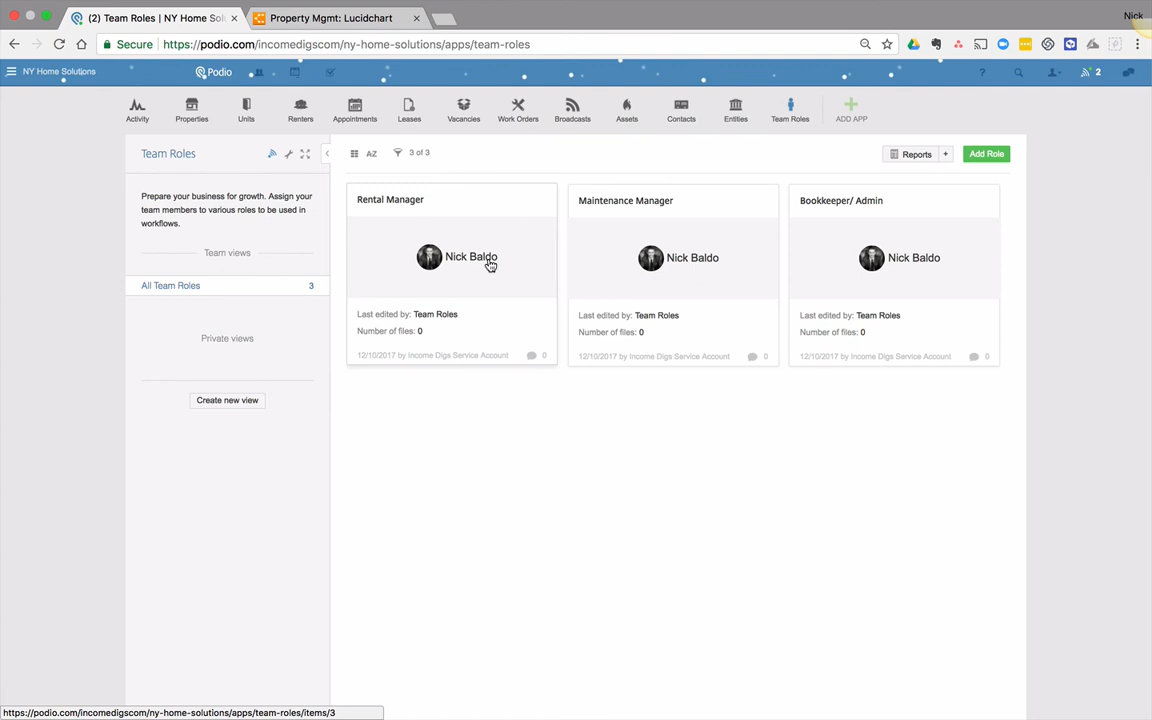 Nick
(2) Team Roles | NY Home Sol
Property Mgmt: Lucidchart
Secure
https://podio.com/incomedigscom/ny-home-solutions/apps/team-roles
NY Home Solutions
Podio
2
Activity
Properties
Units
Renters
Appointments
Leases
Vacancies
Work Orders
Broadcasts
Assets
Contacts
Entities
Team Roles
ADD APP
Team Roles
AZ
3 of 3
Reports
+
Add Role
Prepare your business for growth. Assign your
team members to various roles to be used in
workflows.
Team views
All Team Roles
3
Private views
Create new view
Rental Manager
Nick Baldo
Last edited by: Team Roles
Number of files: 0
12/10/2017 by Income Digs Service Account
0
Maintenance Manager
Nick Baldo
Last edited by: Team Roles
Number of files: 0
12/10/2017 by Income Digs Service Account
0
Bookkeeper/ Admin
Nick Baldo
Last edited by: Team Roles
Number of files: 0
12/10/2017 by Income Digs Service Account
0
https://podio.com/incomedigscom/ny-home-solutions/apps/team-roles/items/3